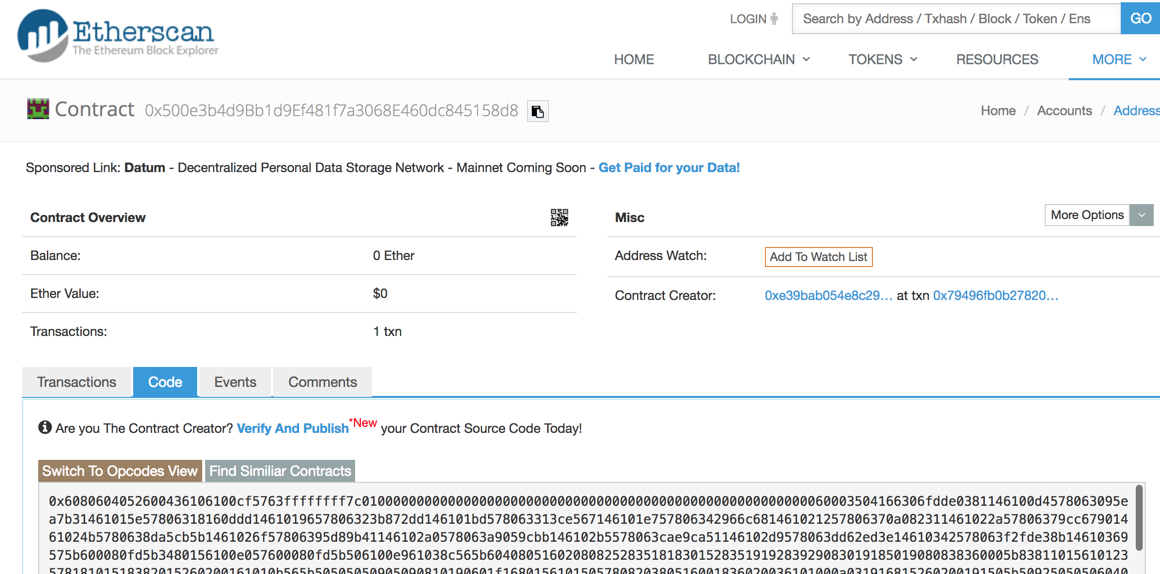 Etherscan
The Ethereum Block Explorer
LOGIN
Search by Address / Txhash / Block / Token / Ens
GO
HOME BLOCKCHAIN TOKENS RESOURCES MORE
Contract 0x500e3b4d9Bb1d9Ef481f7a3068E460dc845158d8
Home / Accounts / Address
Sponsored Link: Datum - Decentralized Personal Data Storage Network - Mainnet Coming Soon - Get Paid for your Data!
Contract Overview
Balance: 0 Ether
Ether Value: $0
Transactions: 1 txn
Misc
More Options
Address Watch: Add To Watch List
Contract Creator: 0xe39bab054e8c29... at txn 0x79496fb0b27820...
Transactions Code Events Comments
Are you The Contract Creator? Verify And Publish*New your Contract Source Code Today!
Switch To Opcodes View Find Similiar Contracts
0x6080604052600436106100cf5763ffffffff7c010000000000000000000000000000000000000000000000000000000060003504166306fdde0381146100d4578063095e
a7b31461015e57806318160ddd1461019657806323b872dd146101bd578063313ce567146101e757806342966c681461021257806370a082311461022a57806379cc679014
61024b5780638da5cb5b1461026f57806395d89b41146102a0578063a9059cbb146102b5578063cae9ca51146102d9578063dd62ed3e14610342578063f2fde38b14610369
575b600080fd5b3480156100e057600080fd5b506100e961038c565b6040805160208082528351818301528351919283929083019185019080838360005b83811015610123